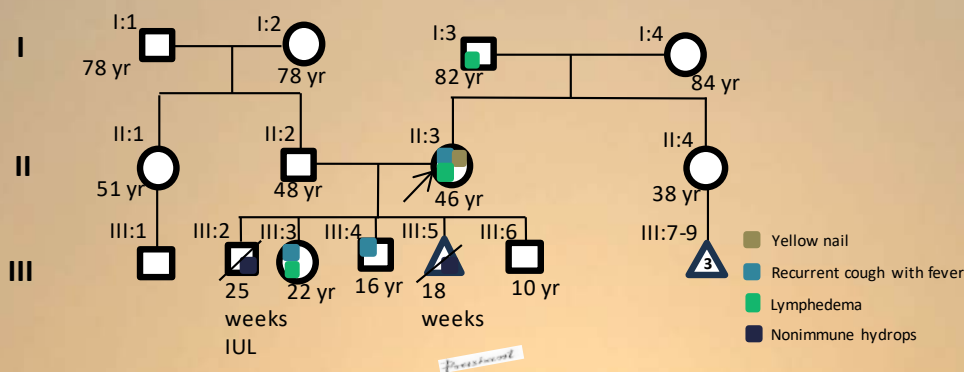 I
I:1
I:2
I:3
I:4
78 yr
78 yr
82 yr
84 yr
II
II:1
II:2
II:3
II:4
51 yr
48 yr
46 yr
38 yr
III
III:1
III:2
III:3
III:4
III:5
III:6
III:7-9
3
25
weeks
IUL
22 yr
16 yr
18
weeks
10 yr
Yellow nail
Recurrent cough with fever
Lymphedema
Nonimmune hydrops
Prashant